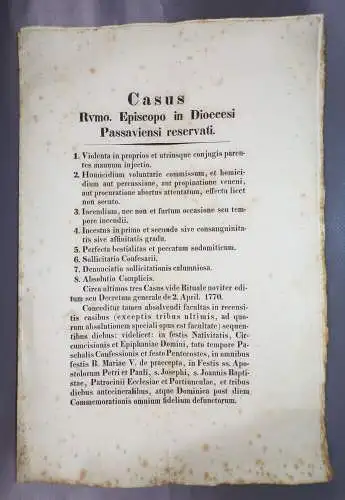 Casus
Rvmo. Episcopo in Dioecesi
Passaviensi reservati.
1. Violenta in proprios et utriusque conjugis paren-
tes manuum injectio.
2. Homicidium voluntarie commissum, et homici-
dium aut percussione, aut propinatione veneni,
aut procuratione abortus attentatum, effectu licet
non secuto.
3. Incendium, nec non et furtum occasione seu tem-
pore incendii.
4. Incestus in primo et secundo sive consanguinita-
tis sive affinitatis gradu.
5. Perfecta bestialitas et peccatum sodomiticum.
6. Sollicitatio Confesarii.
7. Denunciatio sollicitationis calumniosa.
8. Absolutio Complicis.
Circa ultimos tres Casus vide Rituale noviter edi-
tum seu Decretum generale de 2. April. 1770.
Conceditur tamen absolvendi facultas in recensi-
tis casibus (exceptis tribus ultimis, ad quo-
rum absolutionem speciali opus est facultate) sequen-
tibus diebus: videlicet: in festis Nativitatis, Cir-
cumcisionis et Epiphaniae Domini, toto tempore Pa-
schalis Confessionis et festo Pentecostes, in omnibus
festis B. Mariae V. de praecepto, in Festis ss. Apo-
stolorum Petri et Pauli, s. Josephi, s. Joannis Bapti-
stae, Patrocinii Ecclesiae et Portiunculae, et tribus
diebus antecineralibus, atque Dominica post diem
Commemorationis omnium fidelium defunctorum.